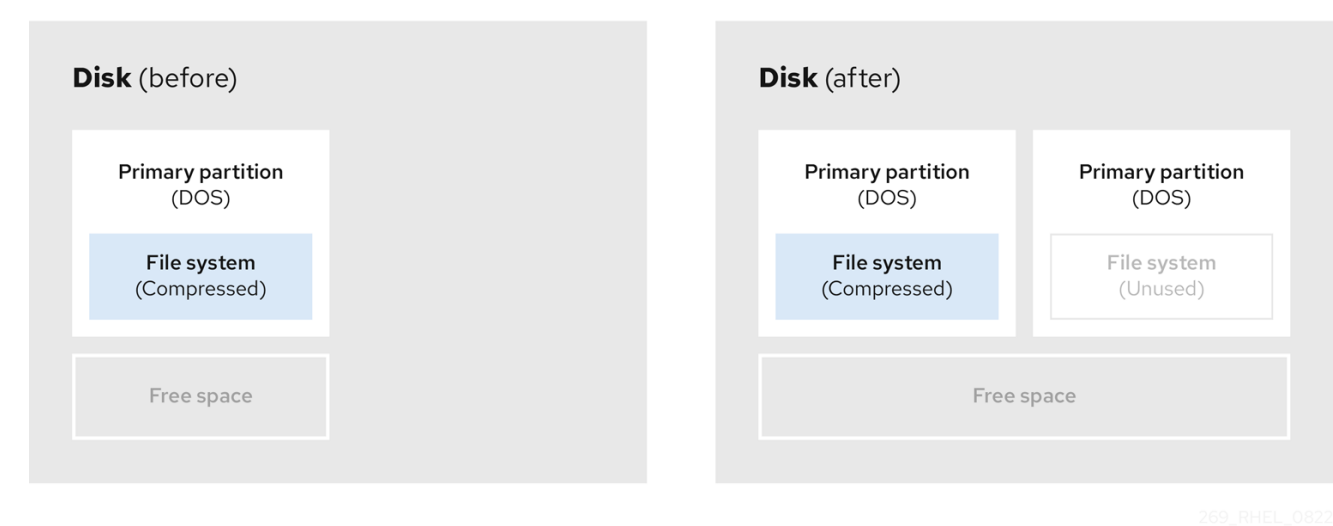 Disk (before)
Primary partition
(DOS)
File system
(Compressed)
Free space
Disk (after)
Primary partition
(DOS)
File system
(Compressed)
Primary partition
(DOS)
File system
(Unused)
Free space
269_RHEL_0822